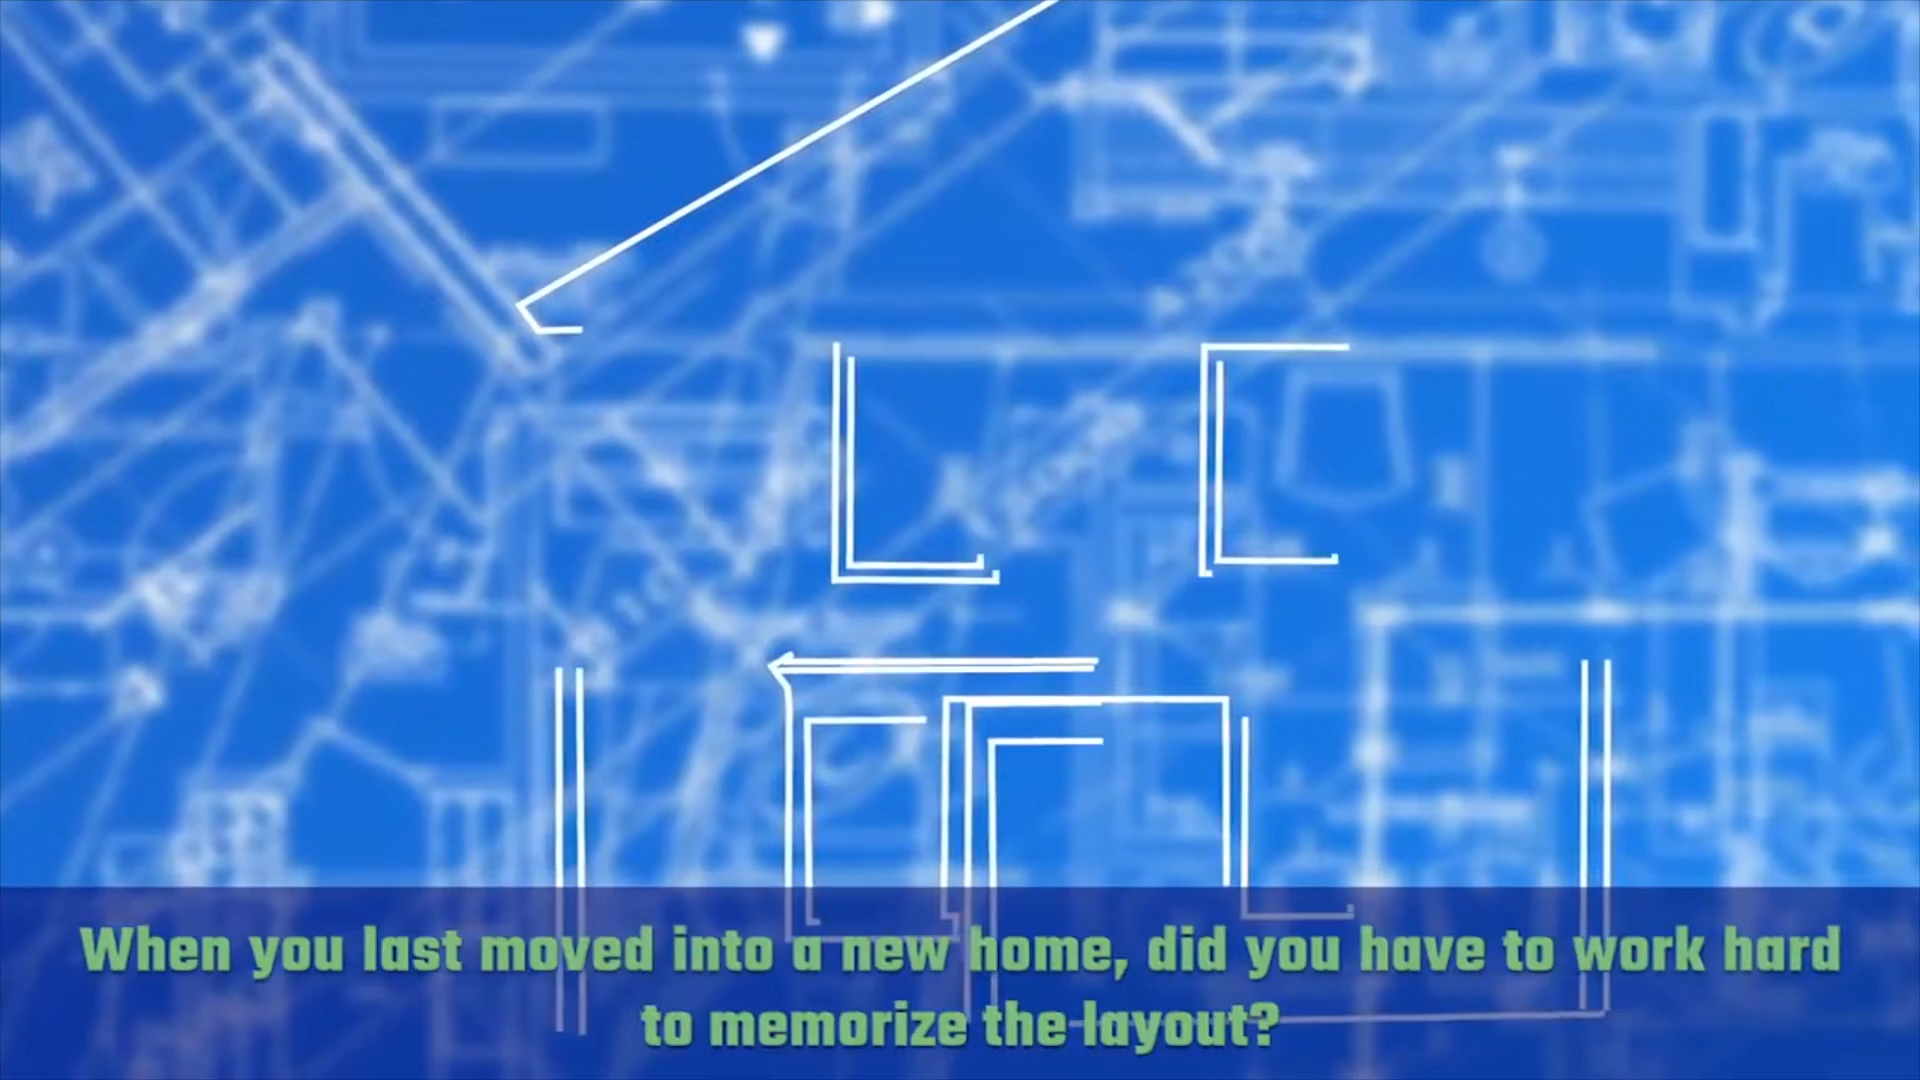 When you last moved into a new home, did you have to work hard
to memorize the layout?